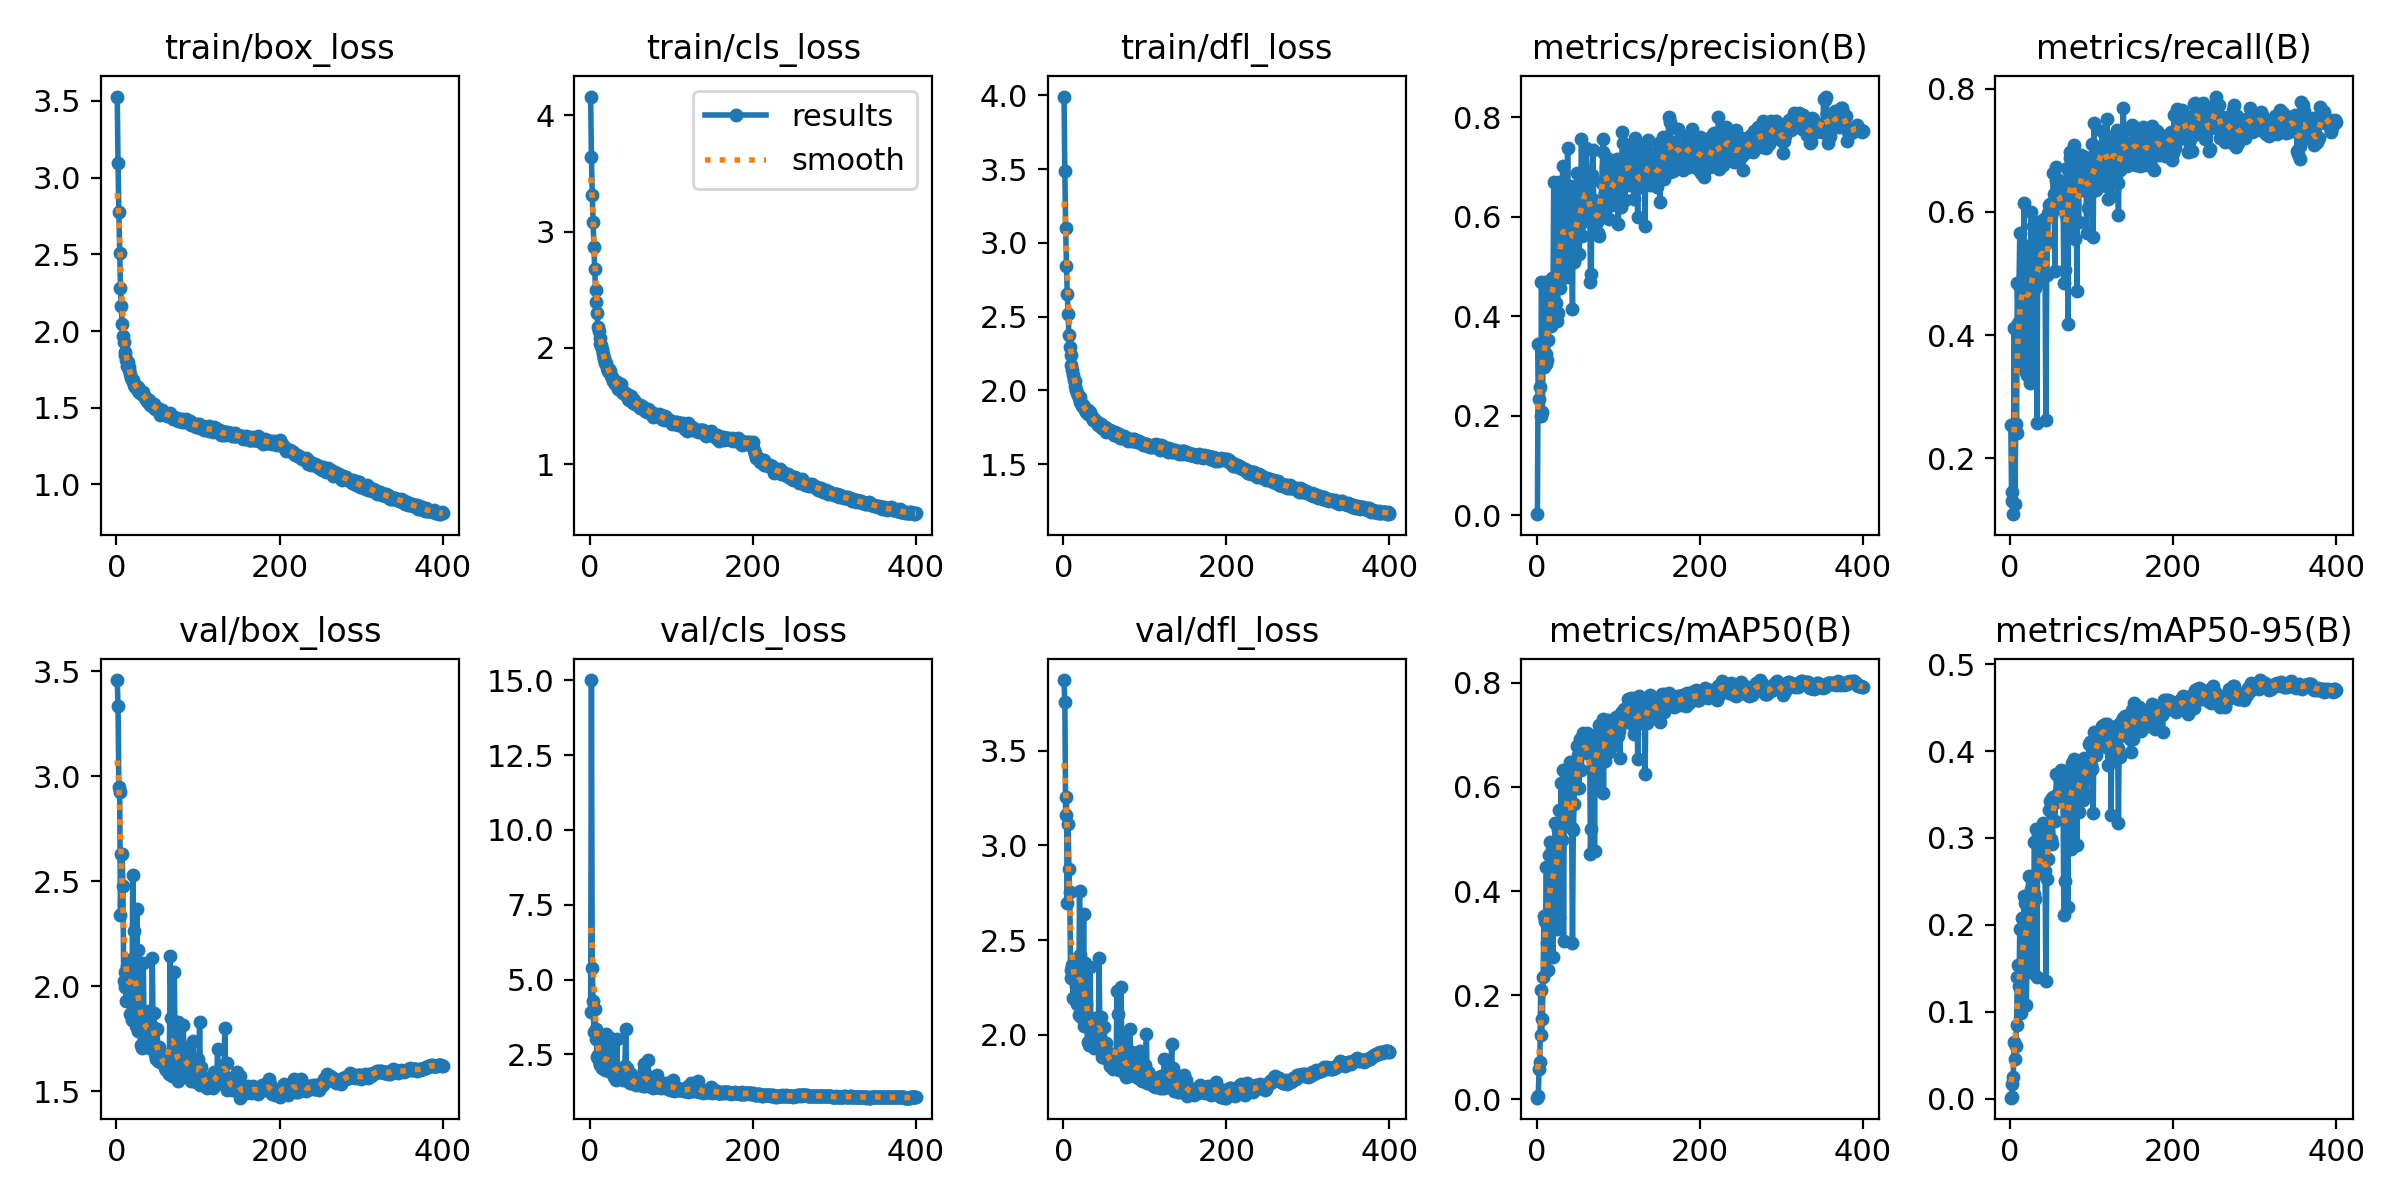 train/box_loss
3.5
3.0
2.5
2.0
1.5
1.0
0 200 400
train/cls_loss
results
smooth
4
3
2
1
0 200 400
train/dfl_loss
4.0
3.5
3.0
2.5
2.0
1.5
0 200 400
metrics/precision(B)
0.8
0.6
0.4
0.2
0.0
0 200 400
metrics/recall(B)
0.8
0.6
0.4
0.2
0 200 400
val/box_loss
3.5
3.0
2.5
2.0
1.5
0 200 400
val/cls_loss
15.0
12.5
10.0
7.5
5.0
2.5
0 200 400
val/dfl_loss
3.5
3.0
2.5
2.0
0 200 400
metrics/mAP50(B)
0.8
0.6
0.4
0.2
0.0
0 200 400
metrics/mAP50-95(B)
0.5
0.4
0.3
0.2
0.1
0.0
0 200 400